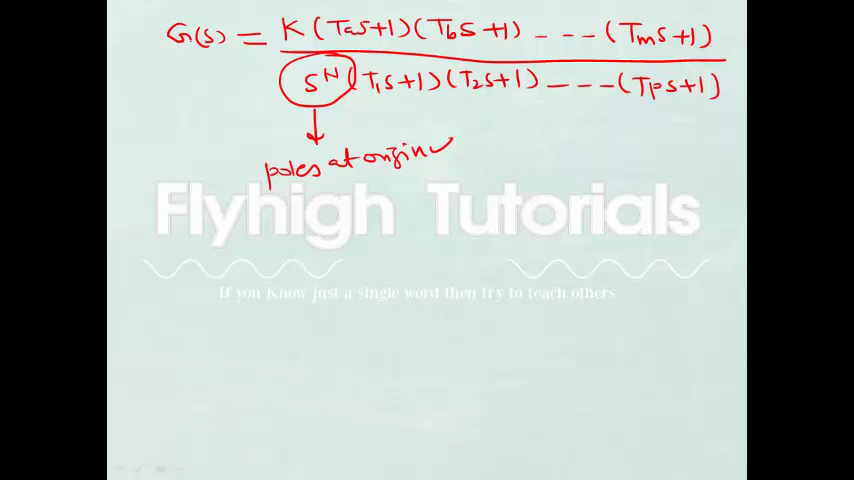 G(s) = K(Tas+1)(Tbs+1) --- (Tms+1)
s^N (T1s+1)(T2s+1) --- (Tps+1)
poles at origin ✓
Flyhigh Tutorials
If you Know just a single word then try to teach others